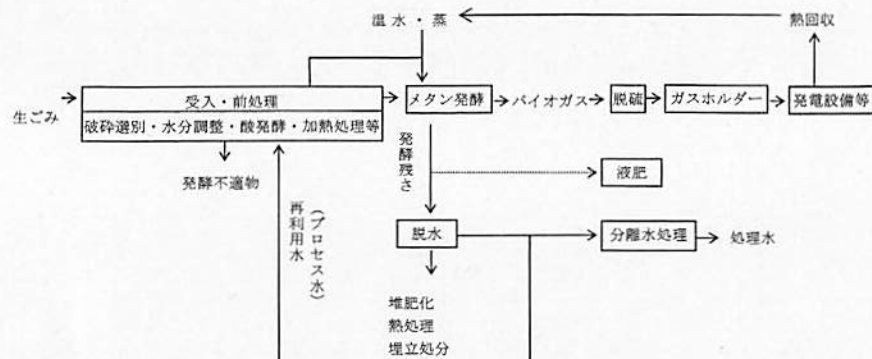 温水・蒸
熱回収
生ごみ
受入・前処理
破砕選別・水分調整・酸発酵・加熱処理等
メタン発酵
バイオガス
脱硫
ガスホルダー
発電設備等
発酵不適物
発酵残さ
液肥
再利用水
(プロセス水)
脱水
分離水処理
処理水
堆肥化
熱処理
埋立処分